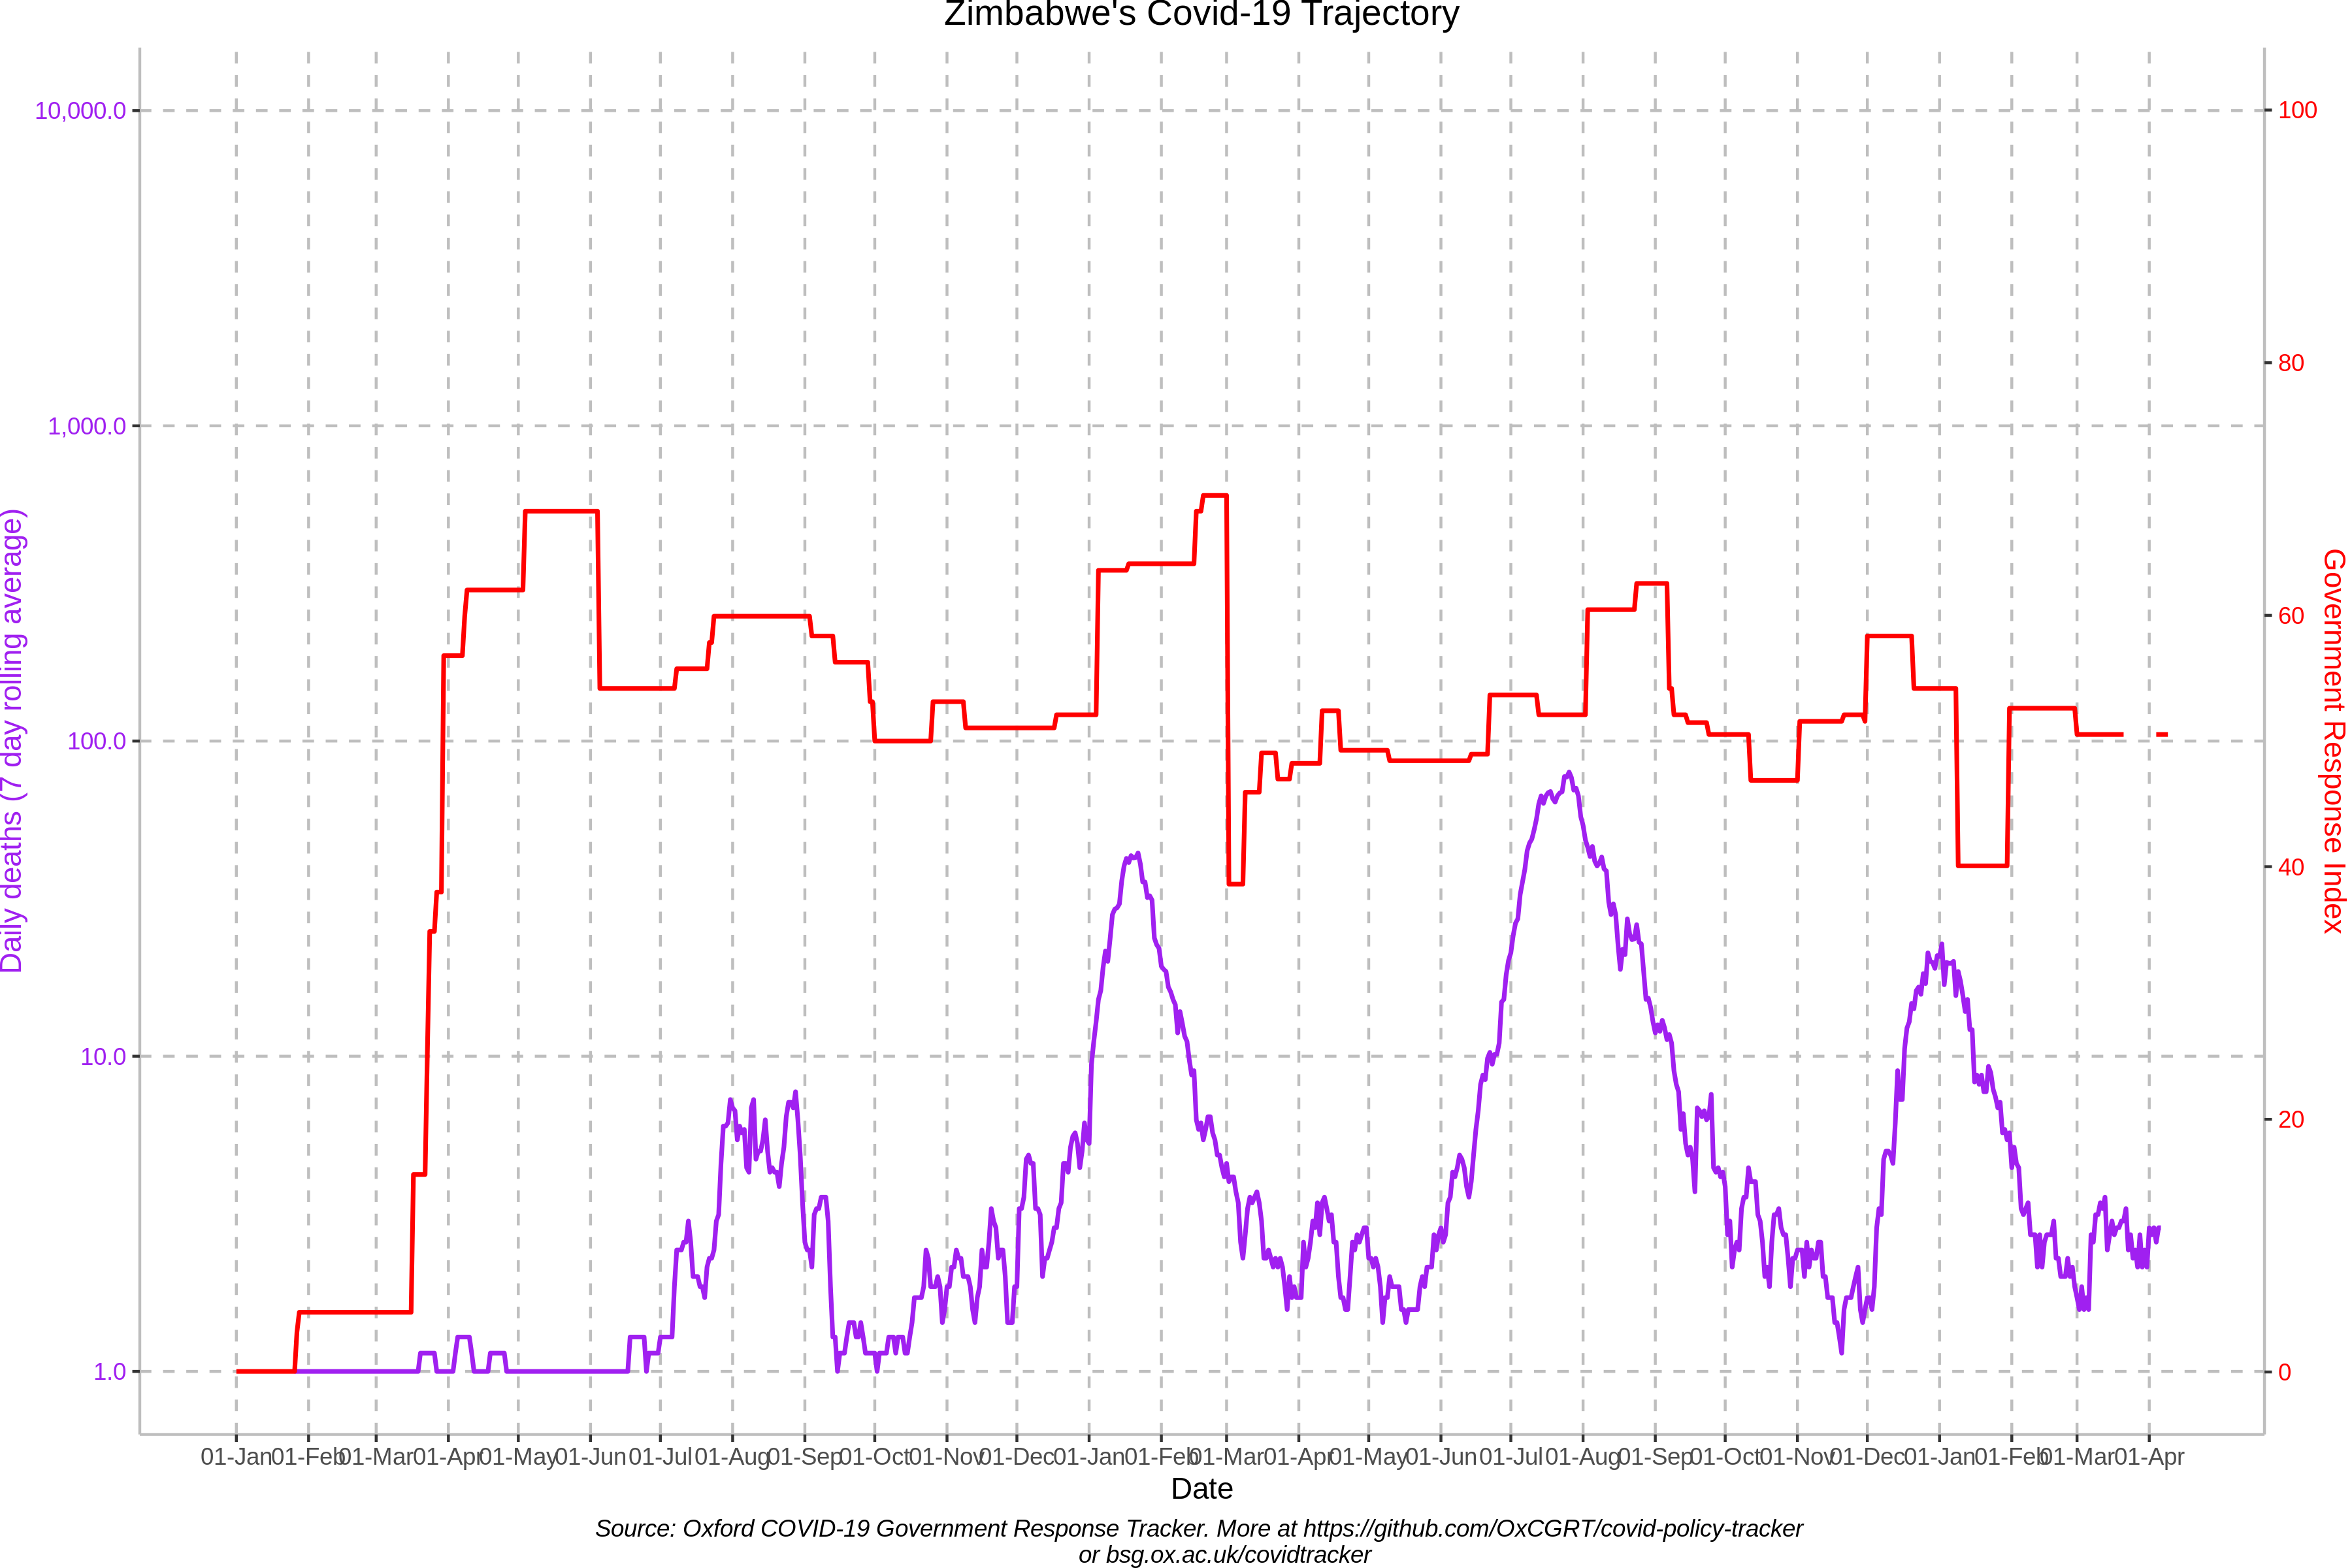 Zimbabwe's Covid-19 Trajectory
10,000.0
1,000.0
100.0
10.0
1.0
Daily deaths (7 day rolling average)
100
80
60
40
20
0
Government Response Index
01-Jan 01-Feb 01-Mar 01-Apr 01-May 01-Jun 01-Jul 01-Aug 01-Sep 01-Oct 01-Nov 01-Dec 01-Jan 01-Feb 01-Mar 01-Apr 01-May 01-Jun 01-Jul 01-Aug 01-Sep 01-Oct 01-Nov 01-Dec 01-Jan 01-Feb 01-Mar 01-Apr
Date
Source: Oxford COVID-19 Government Response Tracker. More at https://github.com/OxCGRT/covid-policy-tracker
or bsg.ox.ac.uk/covidtracker